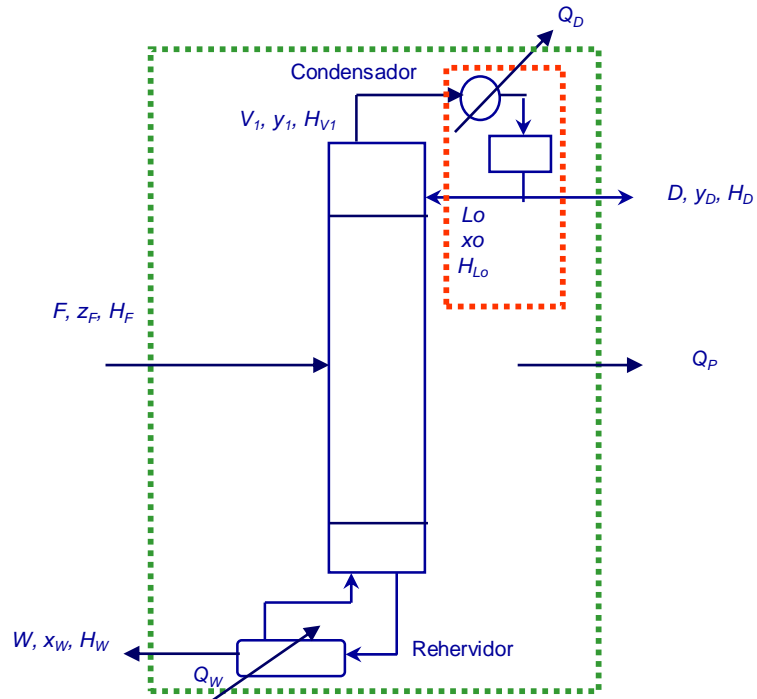 Q_D
Condensador
V_1, y_1, H_V1
D, y_D, H_D
Lo
xo
H_Lo
F, z_F, H_F
Q_P
W, x_W, H_W
Rehervidor
Q_W